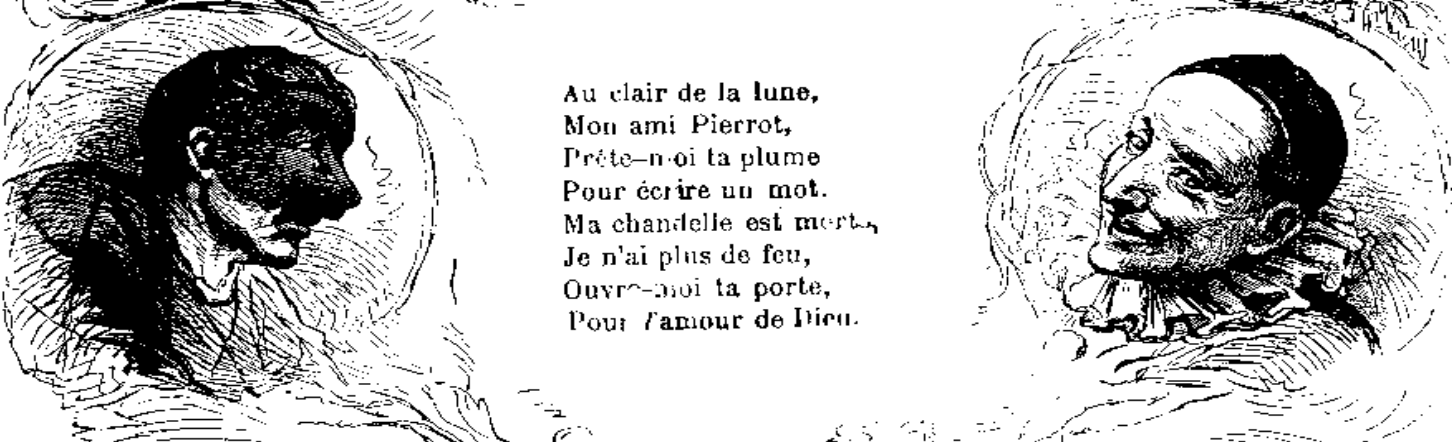 Au clair de la lune,
Mon ami Pierrot,
Prête-moi ta plume
Pour écrire un mot.
Ma chandelle est morte,
Je n'ai plus de feu,
Ouvre-moi ta porte,
Pour l'amour de Dieu.